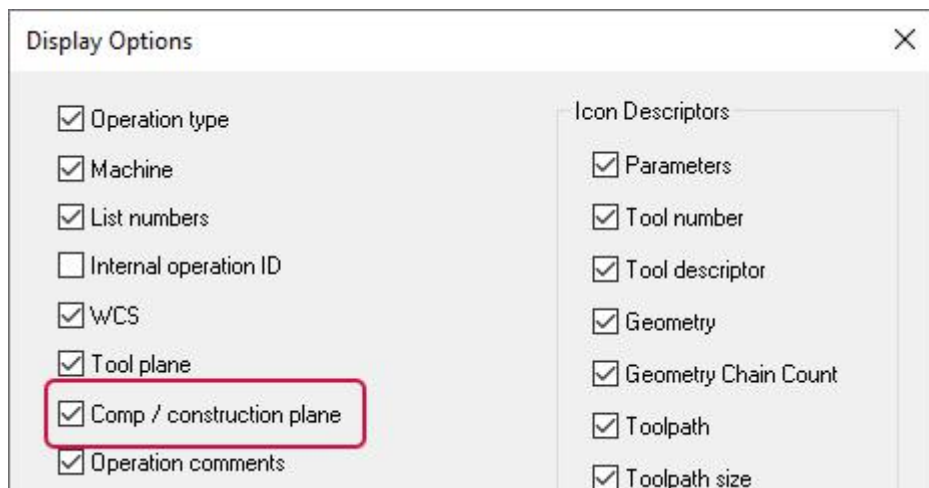 Display Options
Operation type
Machine
List numbers
Internal operation ID
WCS
Tool plane
Comp / construction plane
Operation comments
Icon Descriptors
Parameters
Tool number
Tool descriptor
Geometry
Geometry Chain Count
Toolpath
Toolpath size